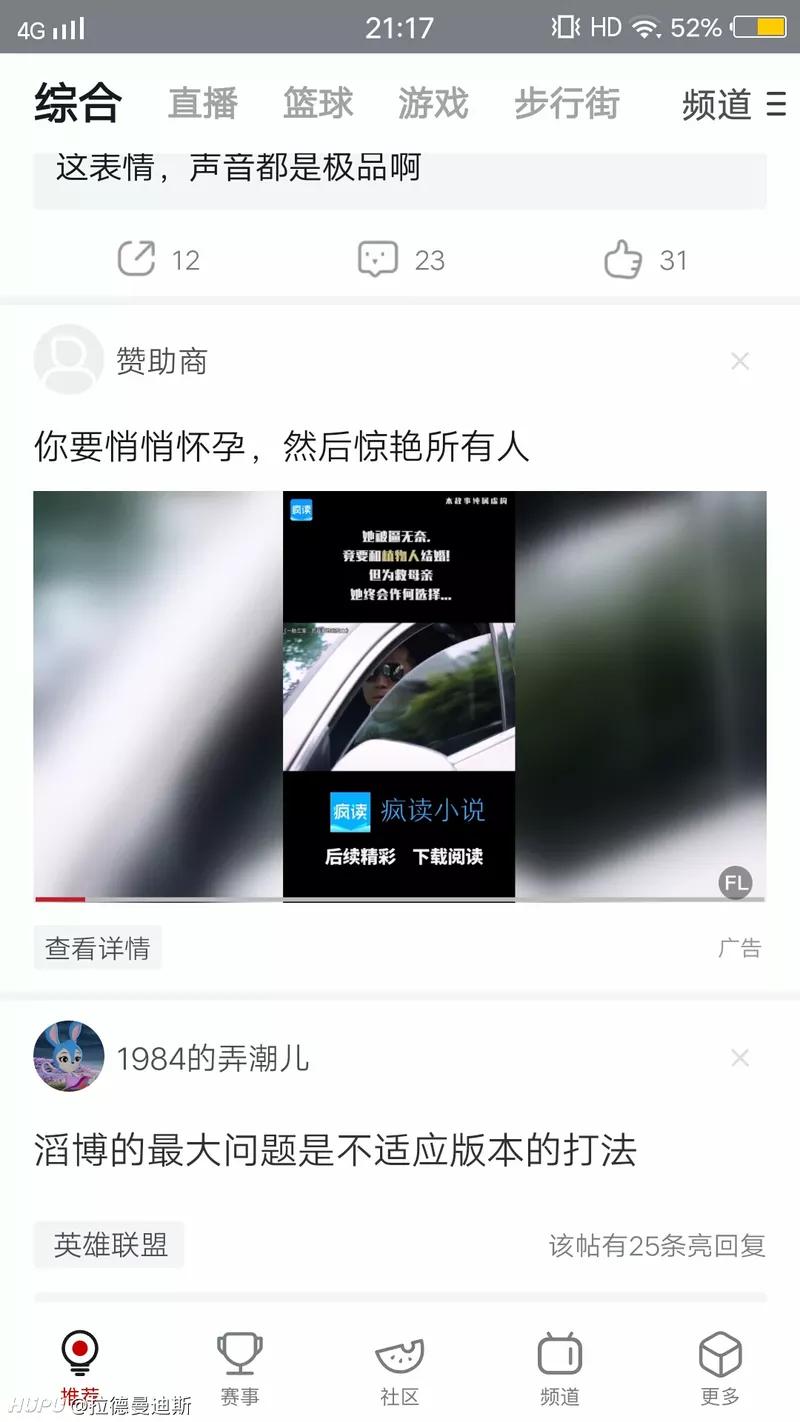 4G 21:17 HD 52%
综合 直播 篮球 游戏 步行街 频道
这表情，声音都是极品啊
12 23 31
赞助商
你要悄悄怀孕，然后惊艳所有人
疯读 本故事纯属虚构
她被逼无奈.
竟要和植物人结婚!
但为救母亲
她终会作何选择...
疯读 疯读小说
后续精彩 下载阅读
FL
查看详情 广告
1984的弄潮儿
滔博的最大问题是不适应版本的打法
英雄联盟 该帖有25条亮回复
推荐 赛事 社区 频道 更多
HUPU @拉德曼迪斯